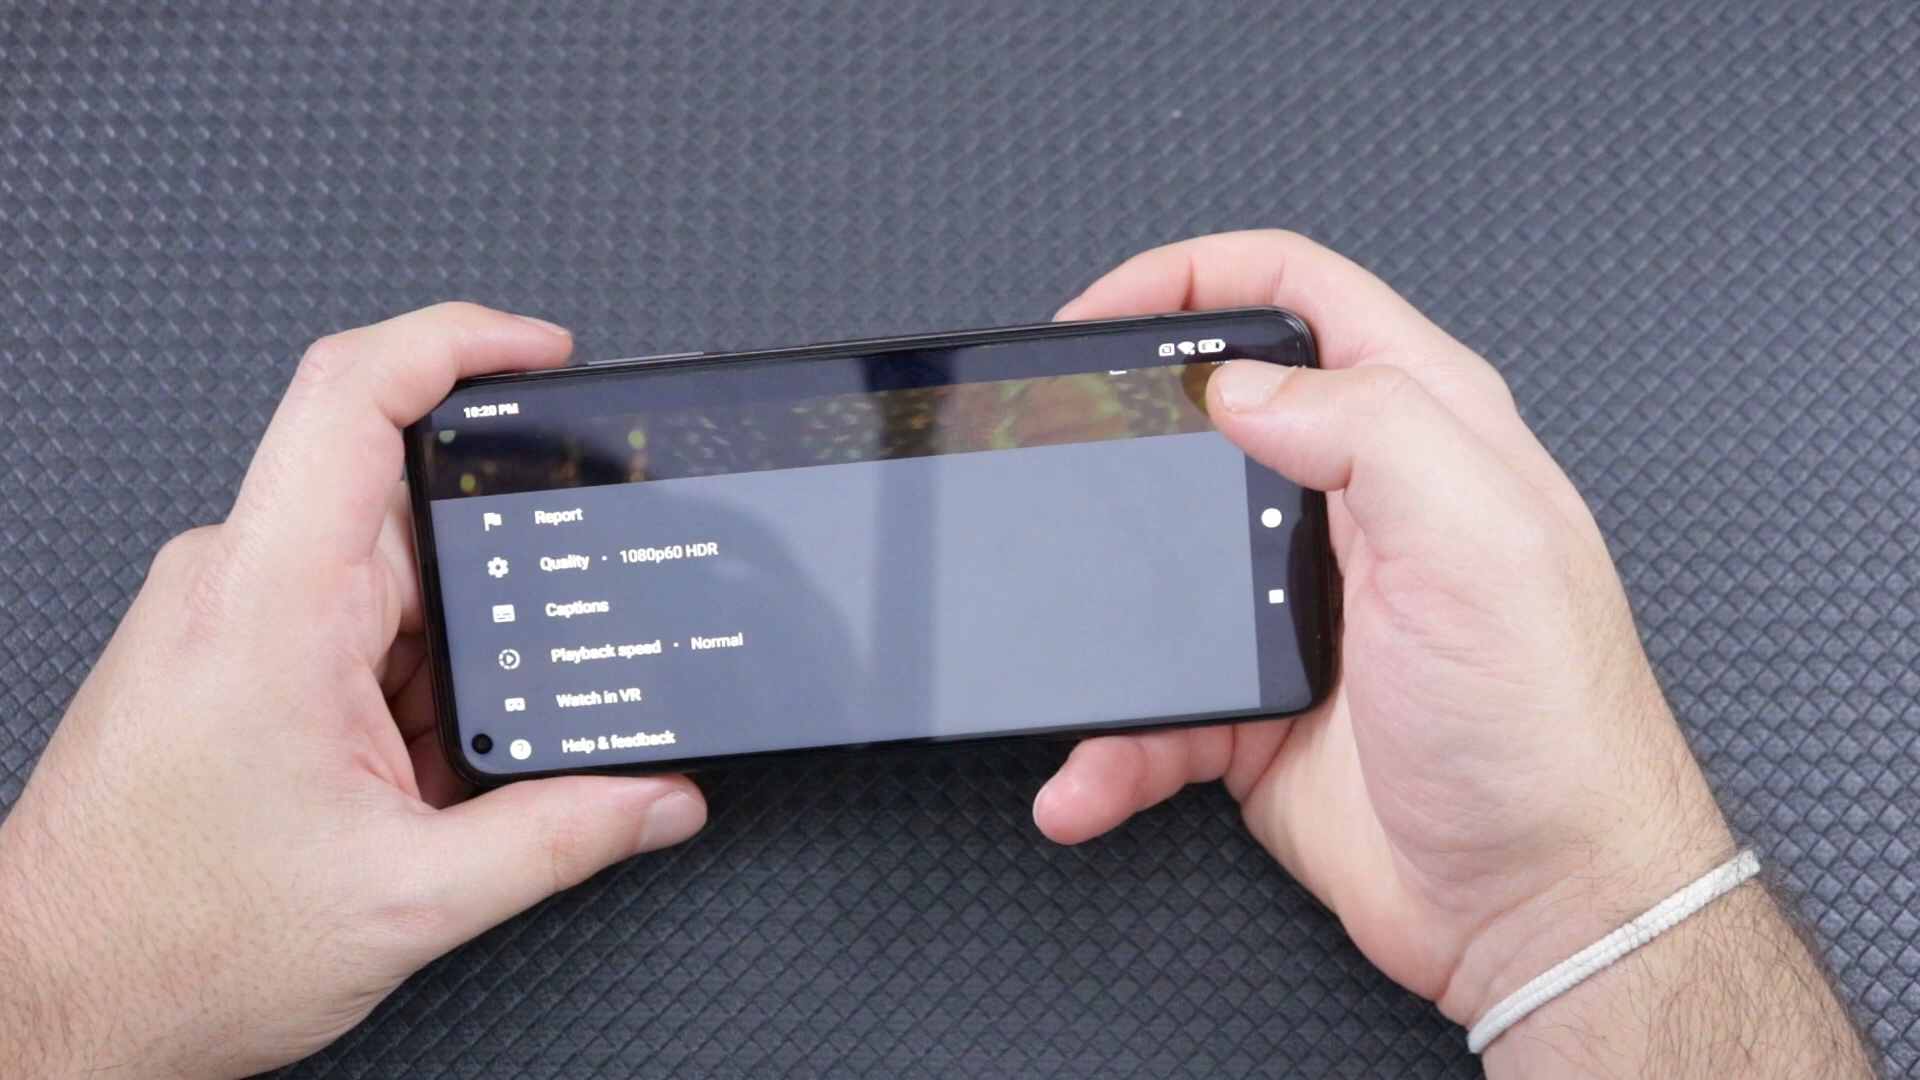 10:20 PM
Report
Quality • 1080p60 HDR
Captions
Playback speed • Normal
Watch in VR
Help & feedback